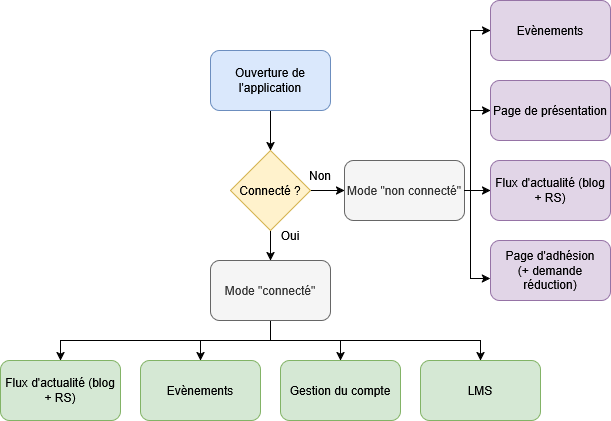 Evènements
Ouverture de
l'application
Page de présentation
Non
Connecté ?
Mode "non connecté"
Flux d'actualité (blog
+ RS)
Oui
Page d'adhésion
(+ demande
réduction)
Mode "connecté"
Flux d'actualité (blog
+ RS)
Evènements
Gestion du compte
LMS